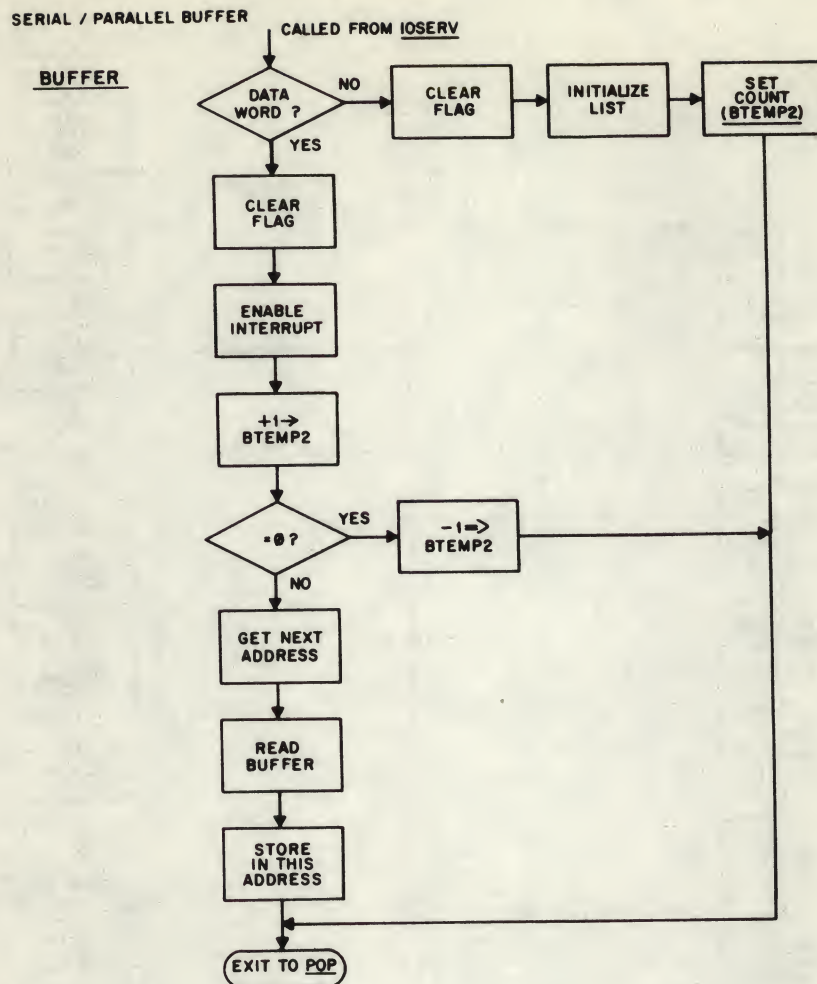 SERIAL / PARALLEL BUFFER
CALLED FROM IOSERV
BUFFER
DATA
WORD ?
NO
CLEAR
FLAG
INITIALIZE
LIST
SET
COUNT
(BTEMP2)
YES
CLEAR
FLAG
ENABLE
INTERRUPT
+1→
BTEMP2
=0?
YES
-1=>
BTEMP2
NO
GET NEXT
ADDRESS
READ
BUFFER
STORE
IN THIS
ADDRESS
EXIT TO POP